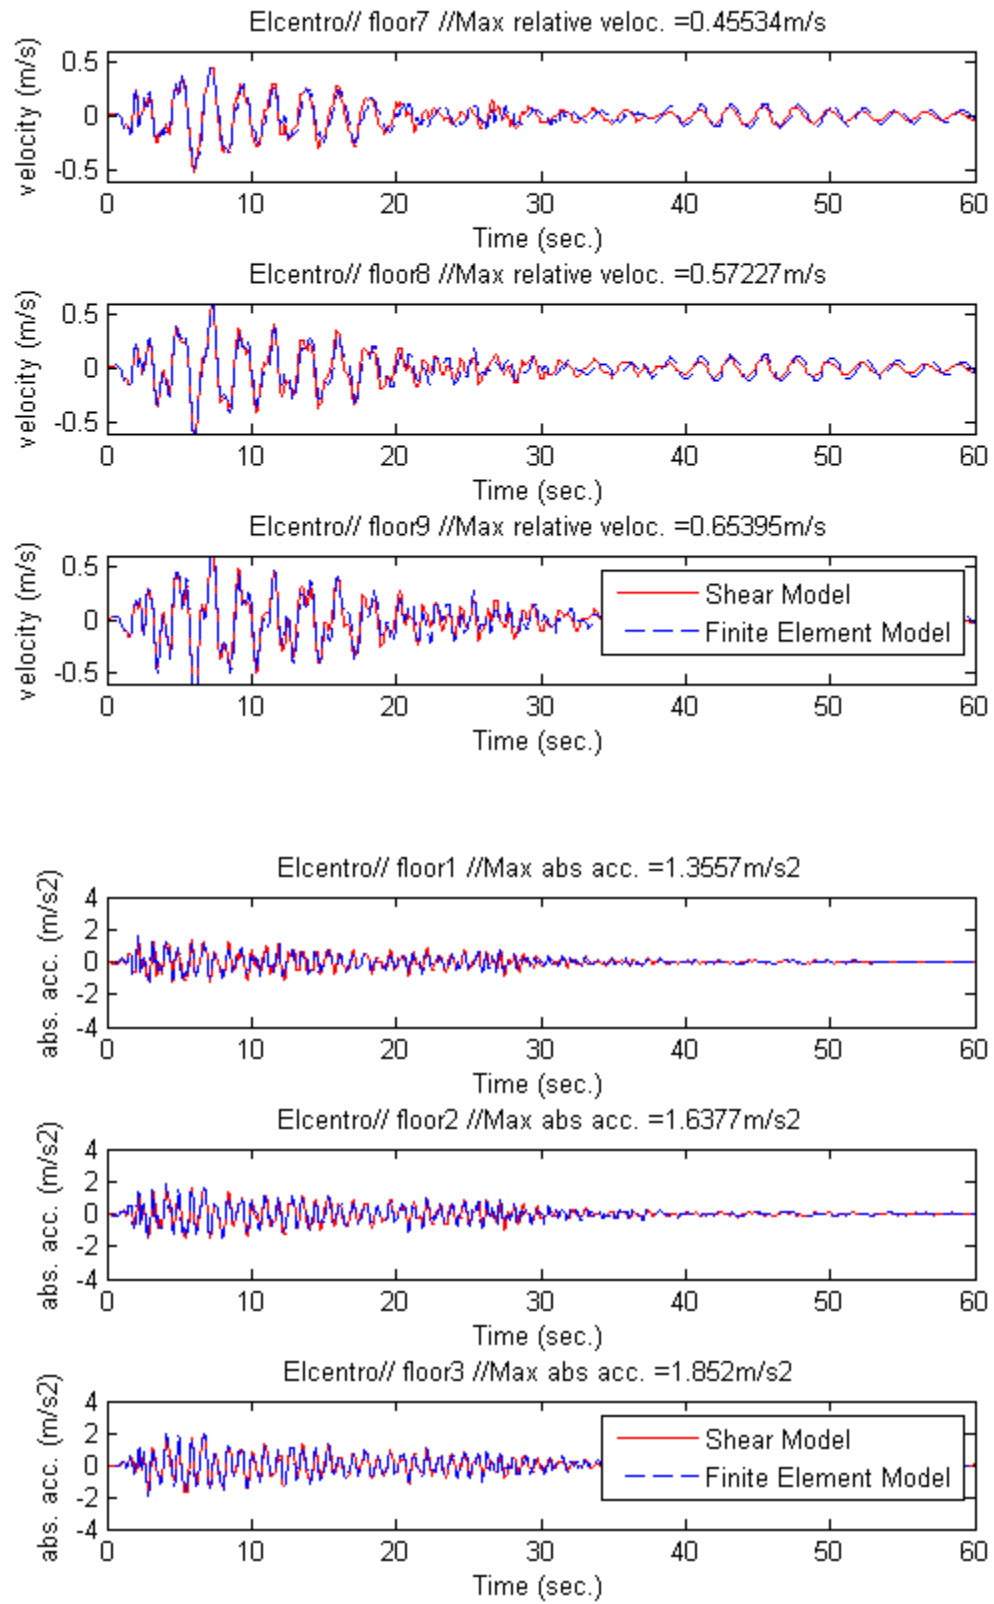 Elcentro// floor7 //Max relative veloc. =0.45534m/s
velocity (m/s)
0.5
0
-0.5
0 10 20 30 40 50 60
Time (sec.)
Elcentro// floor8 //Max relative veloc. =0.57227m/s
velocity (m/s)
0.5
0
-0.5
0 10 20 30 40 50 60
Time (sec.)
Elcentro// floor9 //Max relative veloc. =0.65395m/s
velocity (m/s)
0.5
0
-0.5
Shear Model
Finite Element Model
0 10 20 30 40 50 60
Time (sec.)
Elcentro// floor1 //Max abs acc. =1.3557m/s2
abs. acc. (m/s2)
4
2
0
-2
-4
0 10 20 30 40 50 60
Time (sec.)
Elcentro// floor2 //Max abs acc. =1.6377m/s2
abs. acc. (m/s2)
4
2
0
-2
-4
0 10 20 30 40 50 60
Time (sec.)
Elcentro// floor3 //Max abs acc. =1.852m/s2
abs. acc. (m/s2)
4
2
0
-2
-4
Shear Model
Finite Element Model
0 10 20 30 40 50 60
Time (sec.)